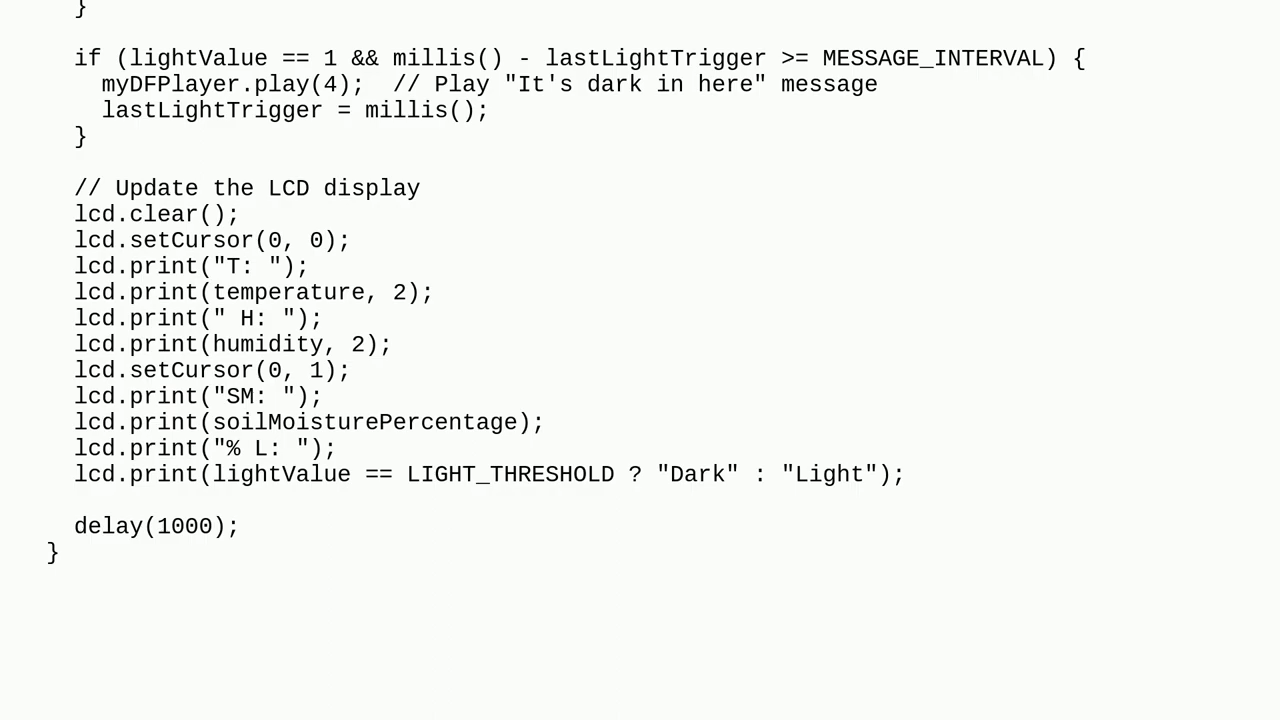 }
if (lightValue == 1 && millis() - lastLightTrigger >= MESSAGE_INTERVAL) {
myDFPlayer.play(4);  // Play "It's dark in here" message
lastLightTrigger = millis();
}
// Update the LCD display
lcd.clear();
lcd.setCursor(0, 0);
lcd.print("T: ");
lcd.print(temperature, 2);
lcd.print(" H: ");
lcd.print(humidity, 2);
lcd.setCursor(0, 1);
lcd.print("SM: ");
lcd.print(soilMoisturePercentage);
lcd.print("% L: ");
lcd.print(lightValue == LIGHT_THRESHOLD ? "Dark" : "Light");
delay(1000);
}